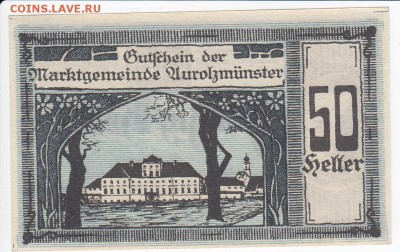 COINS.LAVE.RU
Gutschein der
Marktgemeinde Aurolzmünster
50
Heller